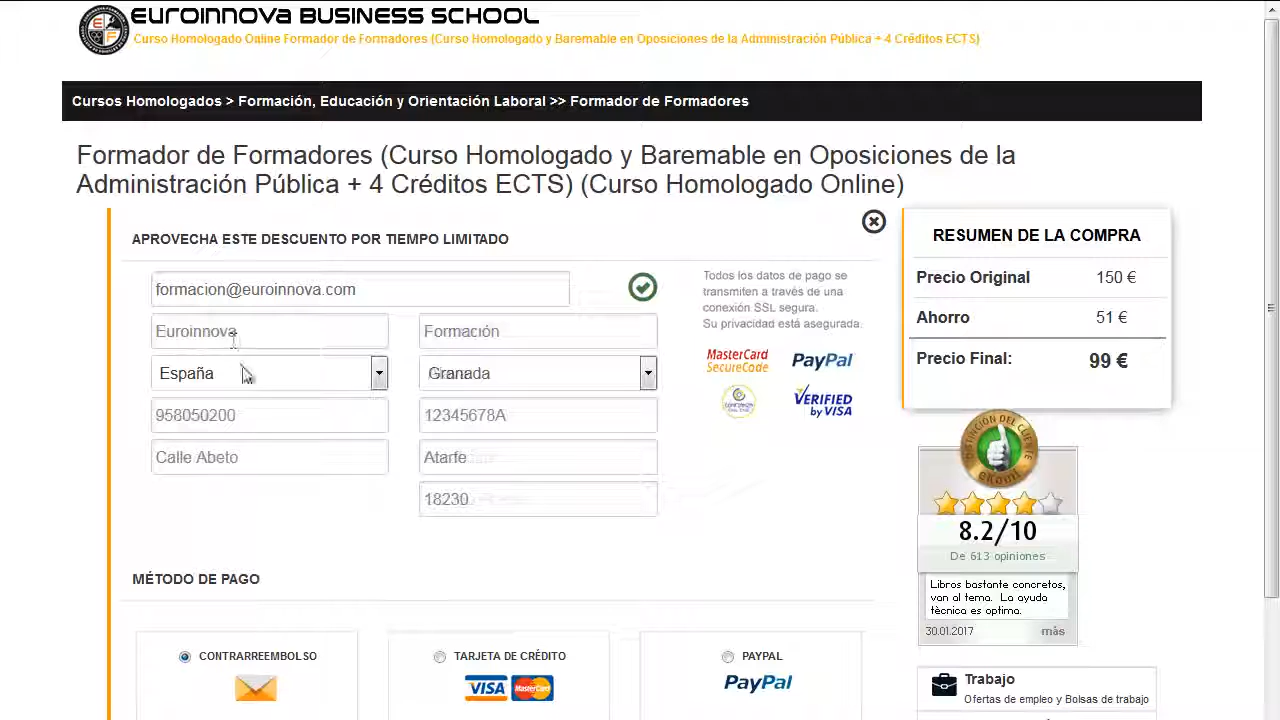 EUROINNOVA BUSINESS SCHOOL
Curso Homologado Online Formador de Formadores (Curso Homologado y Baremable en Oposiciones de la Administración Pública + 4 Créditos ECTS)
Cursos Homologados > Formación, Educación y Orientación Laboral >> Formador de Formadores
Formador de Formadores (Curso Homologado y Baremable en Oposiciones de la
Administración Pública + 4 Créditos ECTS) (Curso Homologado Online)
APROVECHA ESTE DESCUENTO POR TIEMPO LIMITADO
formacion@euroinnova.com
Euroinnova
Formación
España
Granada
958050200
12345678A
Calle Abeto
Atarfe
18230
Todos los datos de pago se
transmiten a través de una
conexión SSL segura.
Su privacidad está asegurada.
MasterCard
SecureCode
PayPal
VERIFIED
by VISA
RESUMEN DE LA COMPRA
Precio Original 150 €
Ahorro 51 €
Precio Final: 99 €
DISTINCIÓN DEL CLIENTE
eKomi
8.2/10
De 613 opiniones
Libros bastante concretos,
van al tema. La ayuda
tècnica es optima.
30.01.2017 más
MÉTODO DE PAGO
CONTRARREEMBOLSO
TARJETA DE CRÉDITO
VISA
MasterCard
PAYPAL
PayPal
Trabajo
Ofertas de empleo y Bolsas de trabajo